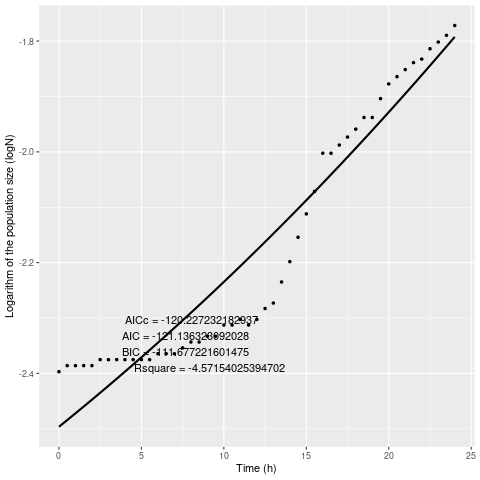 Logarithm of the population size (logN)
-1.8
-2.0
-2.2
-2.4
AICc = -120.227232182937
AIC = -121.136323092028
BIC = -111.677221601475
Rsquare = -4.57154025394702
0 5 10 15 20 25
Time (h)